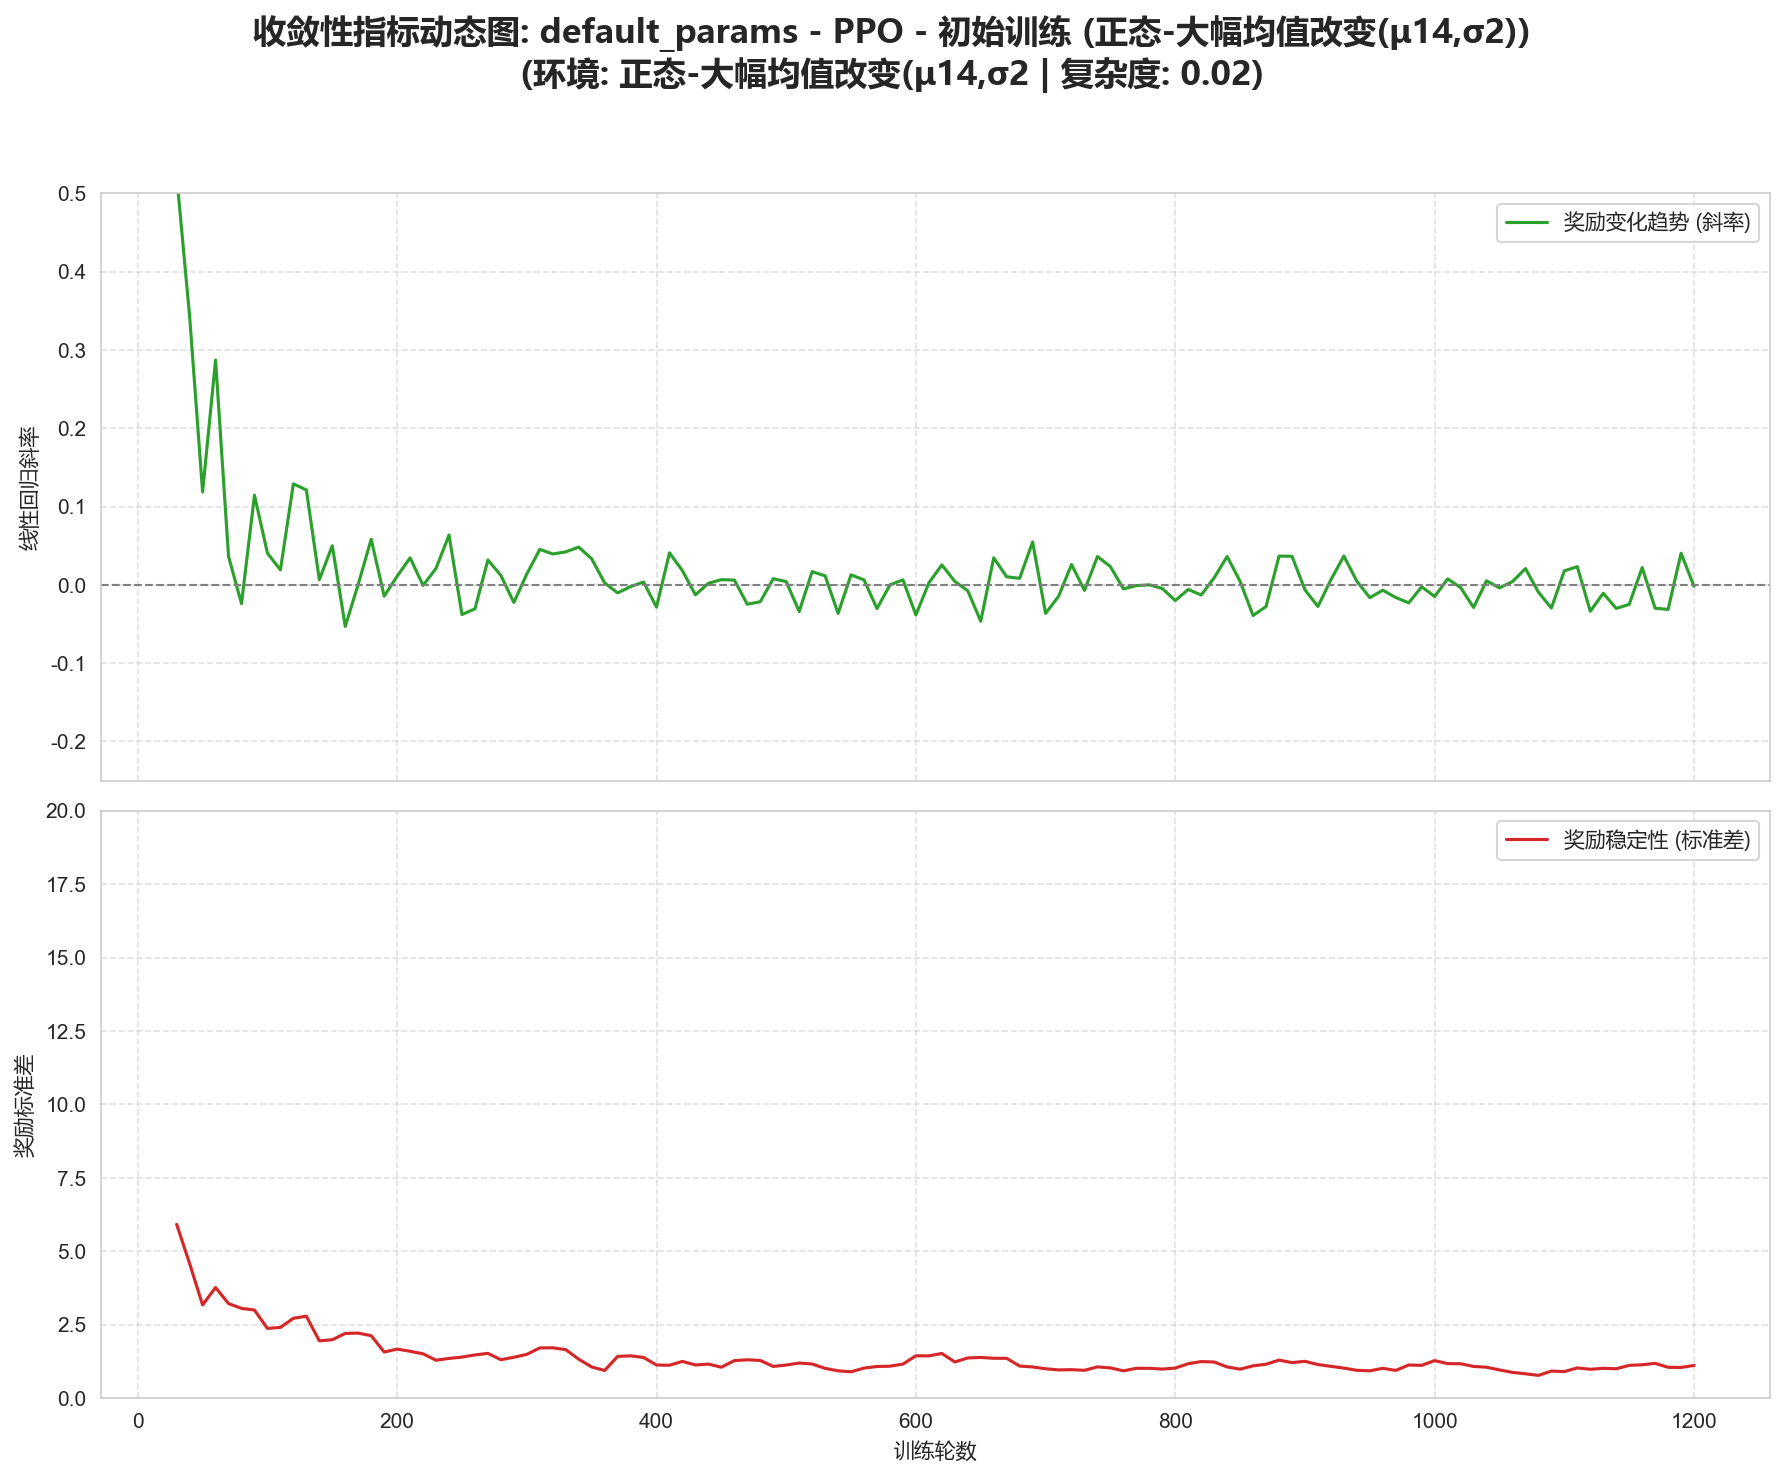 收敛性指标动态图: default_params - PPO - 初始训练 (正态-大幅均值改变(μ14,σ2))
(环境: 正态-大幅均值改变(μ14,σ2 | 复杂度: 0.02)
0.5
0.4
0.3
0.2
0.1
0.0
-0.1
-0.2
线性回归斜率
奖励变化趋势 (斜率)
20.0
17.5
15.0
12.5
10.0
7.5
5.0
2.5
0.0
奖励标准差
奖励稳定性 (标准差)
0 200 400 600 800 1000 1200
训练轮数